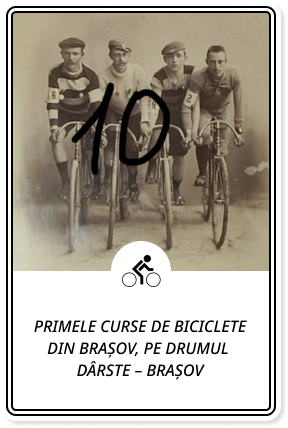 10
PRIMELE CURSE DE BICICLETE
DIN BRAȘOV, PE DRUMUL
DÂRSTE – BRAȘOV